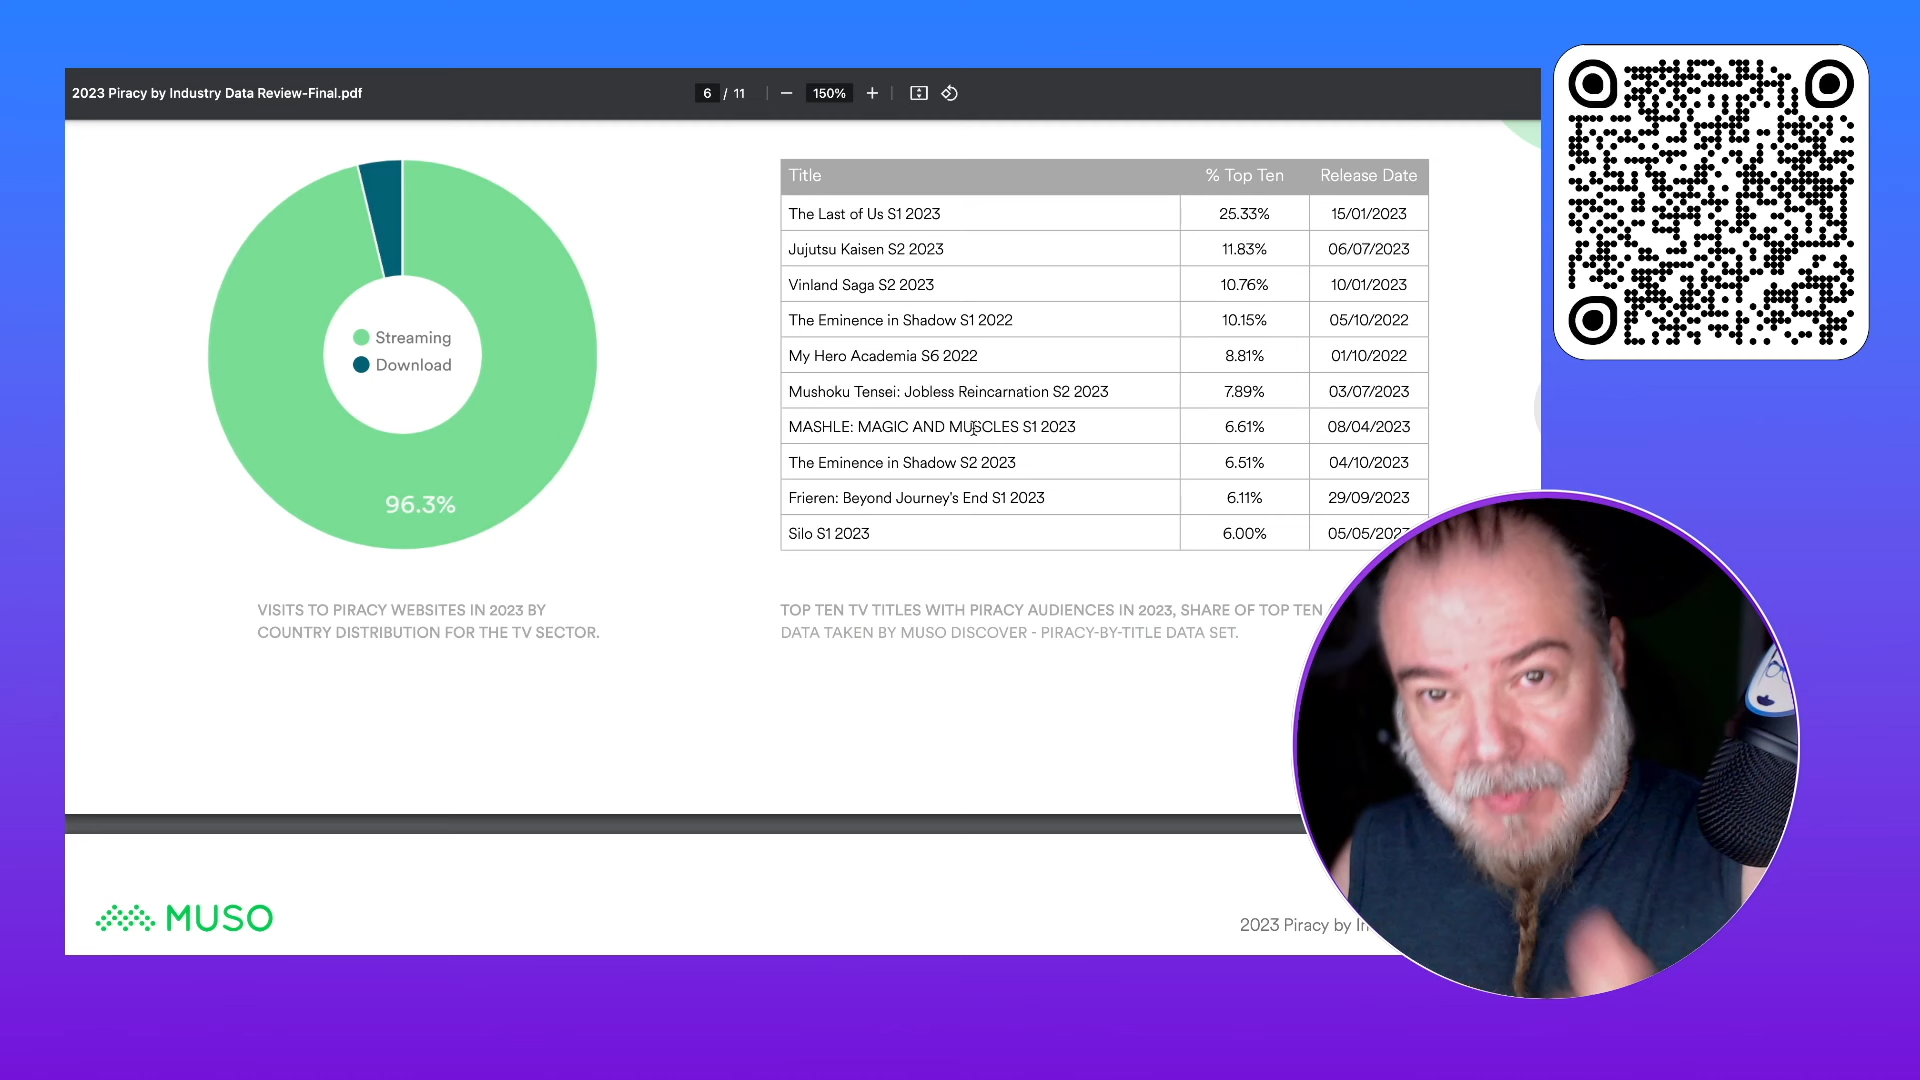 2023 Piracy by Industry Data Review-Final.pdf
6 / 11
150%
Streaming
Download
96.3%
VISITS TO PIRACY WEBSITES IN 2023 BY
COUNTRY DISTRIBUTION FOR THE TV SECTOR.
Title % Top Ten Release Date
The Last of Us S1 2023 25.33% 15/01/2023
Jujutsu Kaisen S2 2023 11.83% 06/07/2023
Vinland Saga S2 2023 10.76% 10/01/2023
The Eminence in Shadow S1 2022 10.15% 05/10/2022
My Hero Academia S6 2022 8.81% 01/10/2022
Mushoku Tensei: Jobless Reincarnation S2 2023 7.89% 03/07/2023
MASHLE: MAGIC AND MUSCLES S1 2023 6.61% 08/04/2023
The Eminence in Shadow S2 2023 6.51% 04/10/2023
Frieren: Beyond Journey's End S1 2023 6.11% 29/09/2023
Silo S1 2023 6.00% 05/05/2023
TOP TEN TV TITLES WITH PIRACY AUDIENCES IN 2023, SHARE OF TOP TEN
DATA TAKEN BY MUSO DISCOVER - PIRACY-BY-TITLE DATA SET.
MUSO
2023 Piracy by In